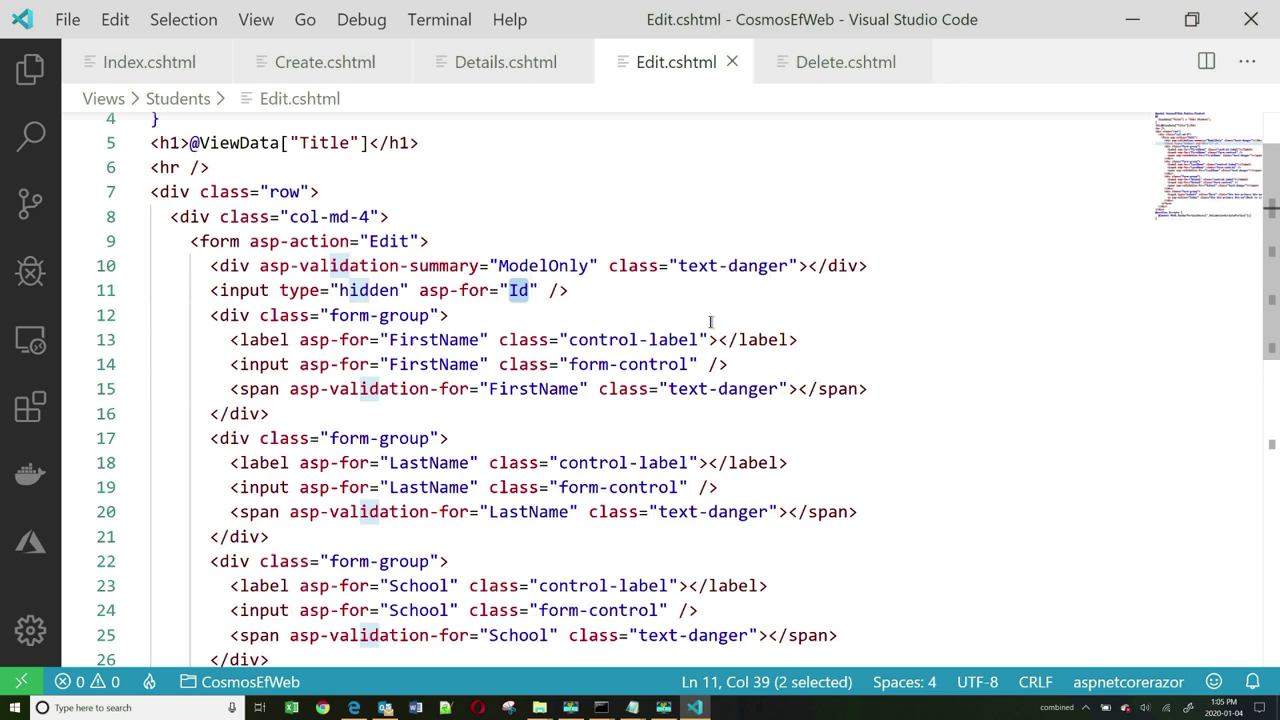 File Edit Selection View Go Debug Terminal Help Edit.cshtml - CosmosEfWeb - Visual Studio Code
Index.cshtml Create.cshtml Details.cshtml Edit.cshtml Delete.cshtml
Views > Students > Edit.cshtml
4 }
5 <h1>@ViewData["Title"]</h1>
6 <hr />
7 <div class="row">
8 <div class="col-md-4">
9 <form asp-action="Edit">
10 <div asp-validation-summary="ModelOnly" class="text-danger"></div>
11 <input type="hidden" asp-for="Id" />
12 <div class="form-group">
13 <label asp-for="FirstName" class="control-label"></label>
14 <input asp-for="FirstName" class="form-control" />
15 <span asp-validation-for="FirstName" class="text-danger"></span>
16 </div>
17 <div class="form-group">
18 <label asp-for="LastName" class="control-label"></label>
19 <input asp-for="LastName" class="form-control" />
20 <span asp-validation-for="LastName" class="text-danger"></span>
21 </div>
22 <div class="form-group">
23 <label asp-for="School" class="control-label"></label>
24 <input asp-for="School" class="form-control" />
25 <span asp-validation-for="School" class="text-danger"></span>
26 </div>
0 0 CosmosEfWeb Ln 11, Col 39 (2 selected) Spaces: 4 UTF-8 CRLF aspnetcorerazor
Type here to search combined 1:05 PM
2020-01-04